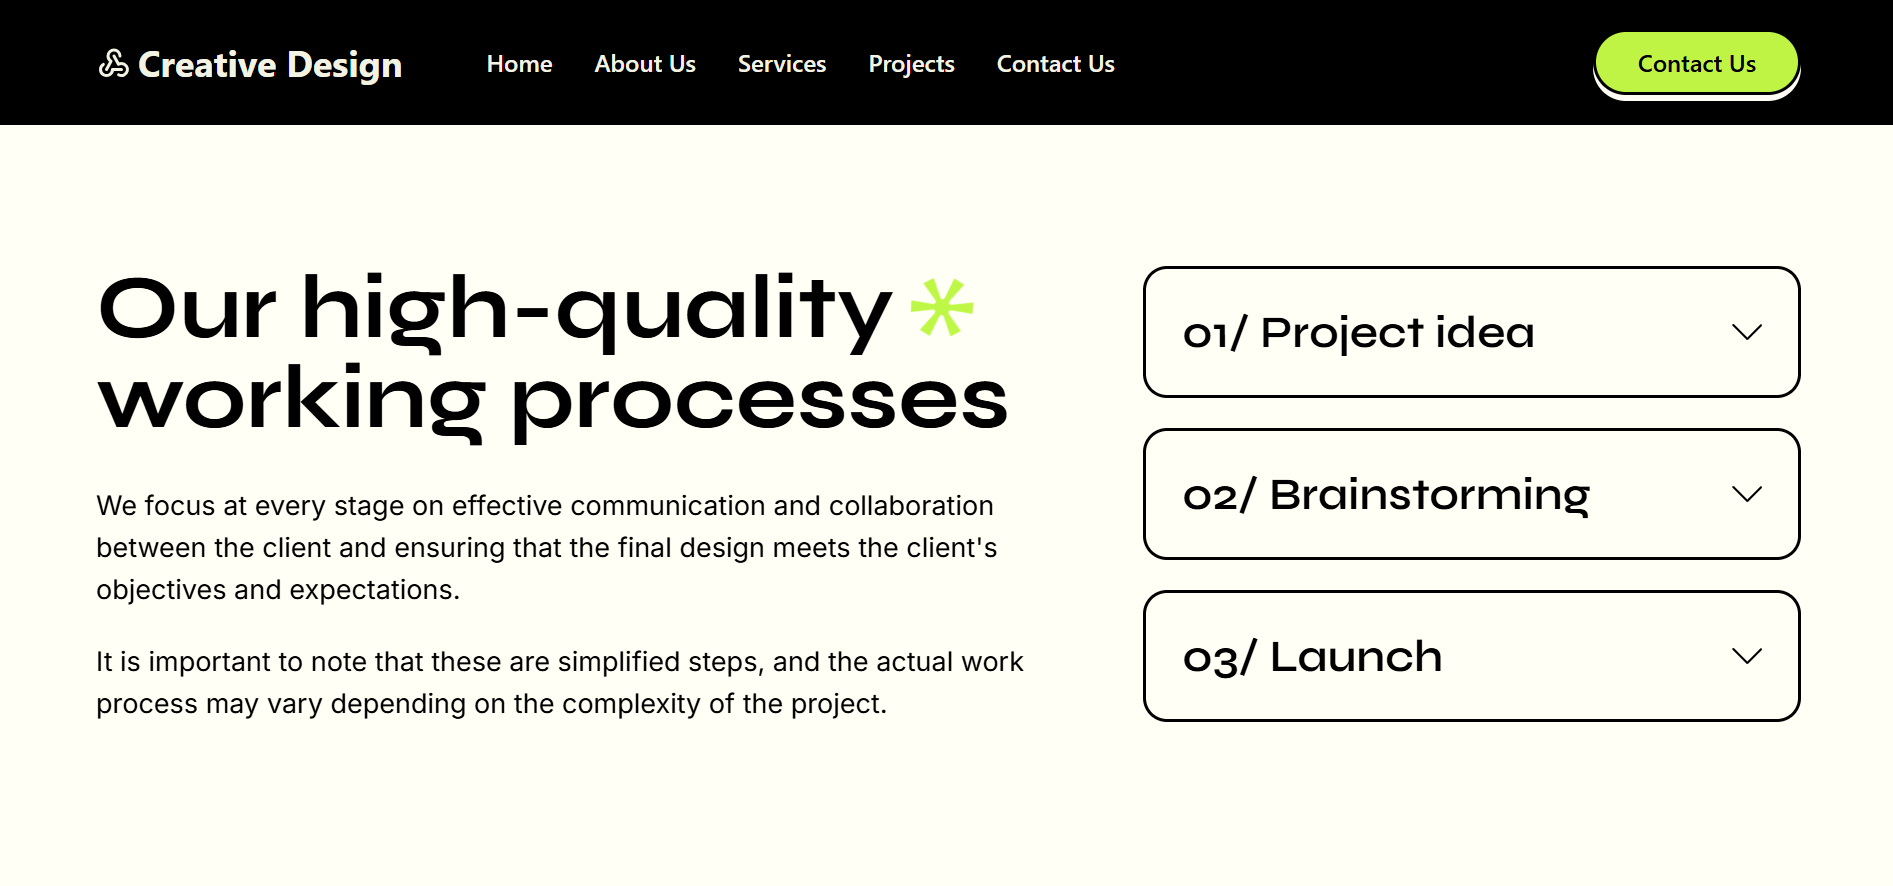 Creative Design
Home
About Us
Services
Projects
Contact Us
Contact Us
Our high-quality *
working processes
We focus at every stage on effective communication and collaboration
between the client and ensuring that the final design meets the client's
objectives and expectations.
It is important to note that these are simplified steps, and the actual work
process may vary depending on the complexity of the project.
01/ Project idea
02/ Brainstorming
03/ Launch